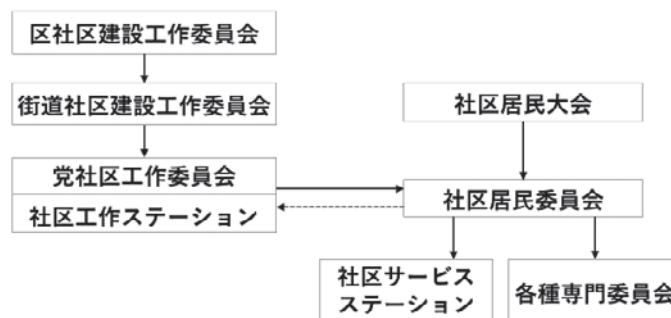 区社区建設工作委員会
街道社区建設工作委員会
党社区工作委員会
社区工作ステーション
社区居民大会
社区居民委員会
社区サービス
ステーション
各種専門委員会